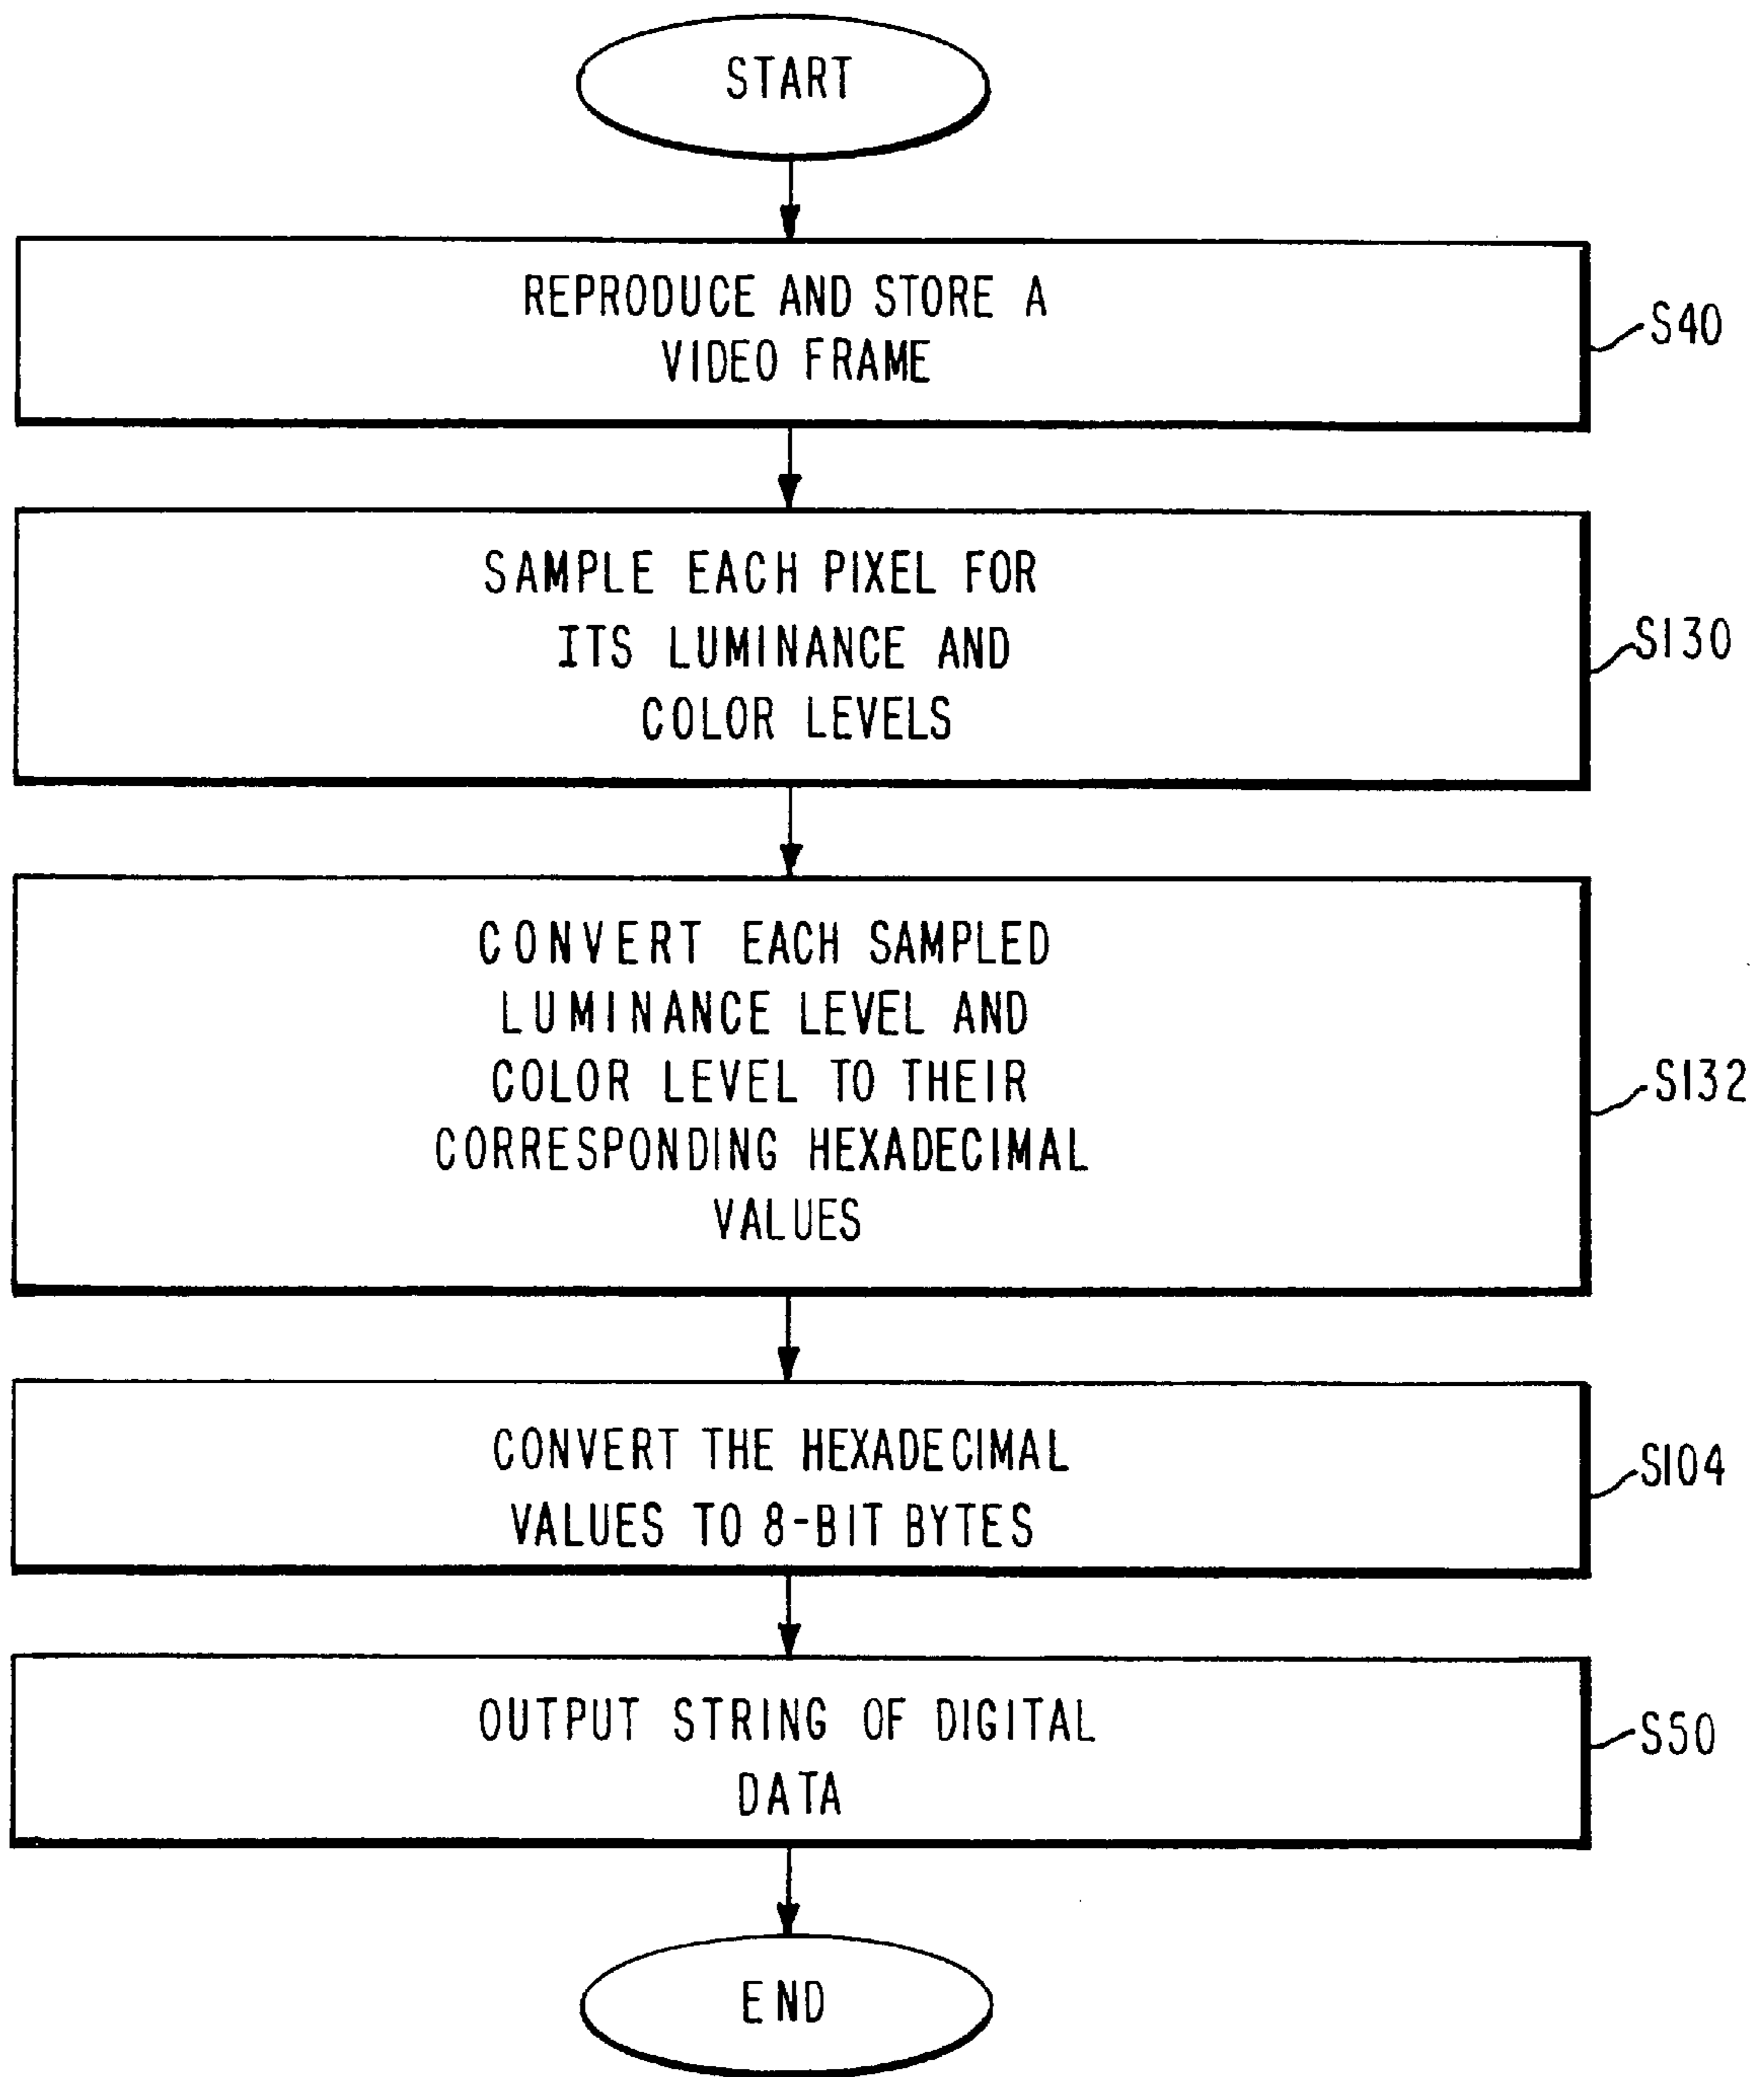 START
REPRODUCE AND STORE A
VIDEO FRAME
S40
SAMPLE EACH PIXEL FOR
ITS LUMINANCE AND
COLOR LEVELS
S130
CONVERT EACH SAMPLED
LUMINANCE LEVEL AND
COLOR LEVEL TO THEIR
CORRESPONDING HEXADECIMAL
VALUES
S132
CONVERT THE HEXADECIMAL
VALUES TO 8-BIT BYTES
S104
OUTPUT STRING OF DIGITAL
DATA
S50
END